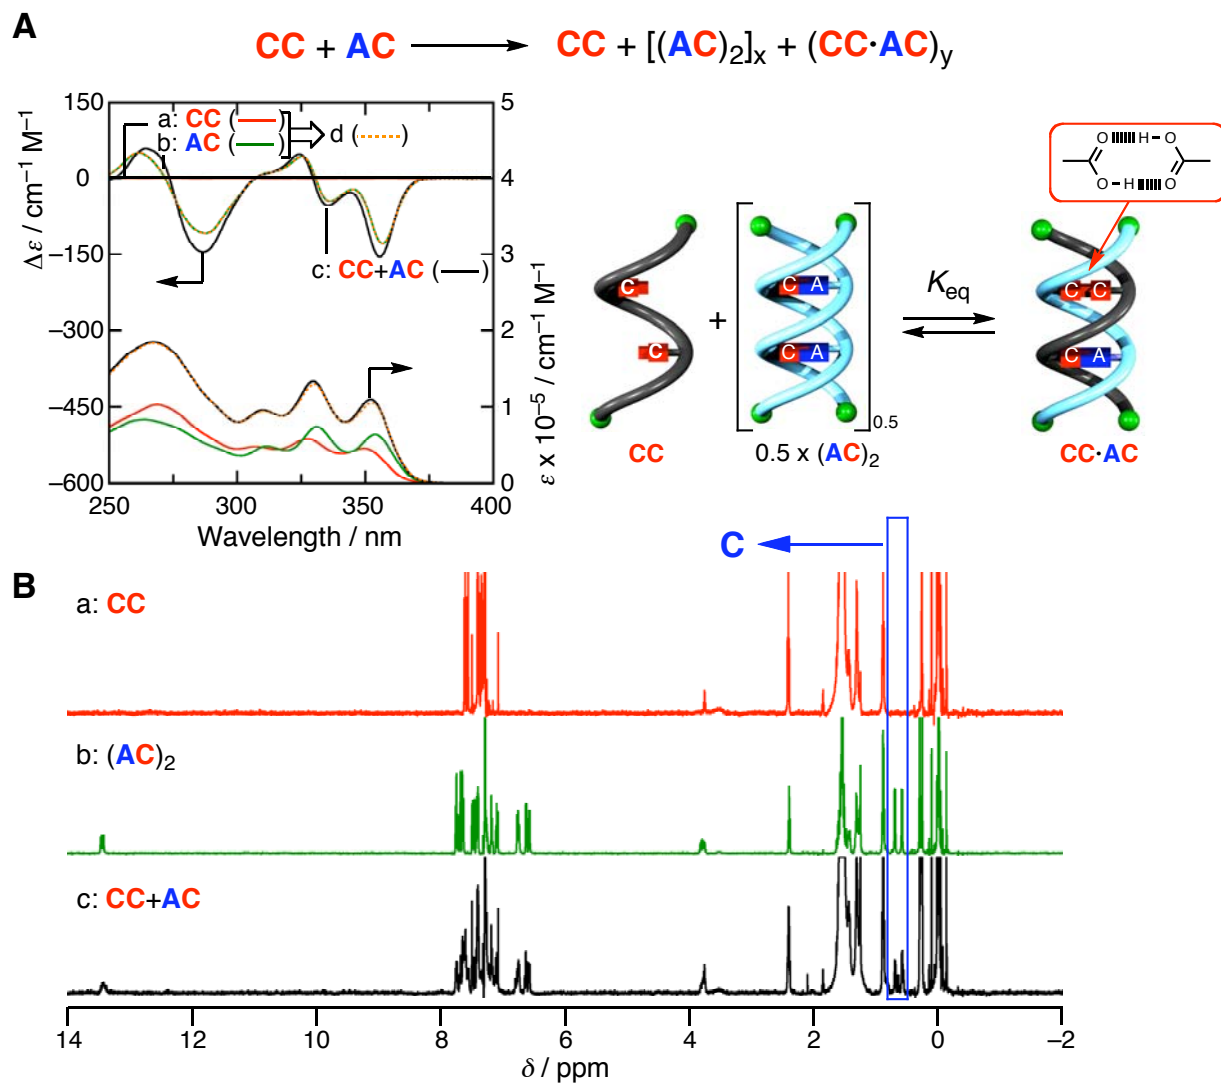 A
CC + AC CC + [(AC)₂]ₓ + (CC·AC)y
150
0
–150
–300
–450
–600
Δε / cm⁻¹ M⁻¹
a: CC ( )
b: AC ( )
d ( )
c: CC+AC ( )
5
4
3
2
1
0
ε x 10⁻⁵ / cm⁻¹ M⁻¹
250 300 350 400
Wavelength / nm
O H O
O H O
C
C
CC
+
C A
C A
0.5
0.5 x (AC)₂
Keq
C C
C A
CC·AC
C
B
a: CC
b: (AC)₂
c: CC+AC
14 12 10 8 6 4 2 0 –2
δ / ppm